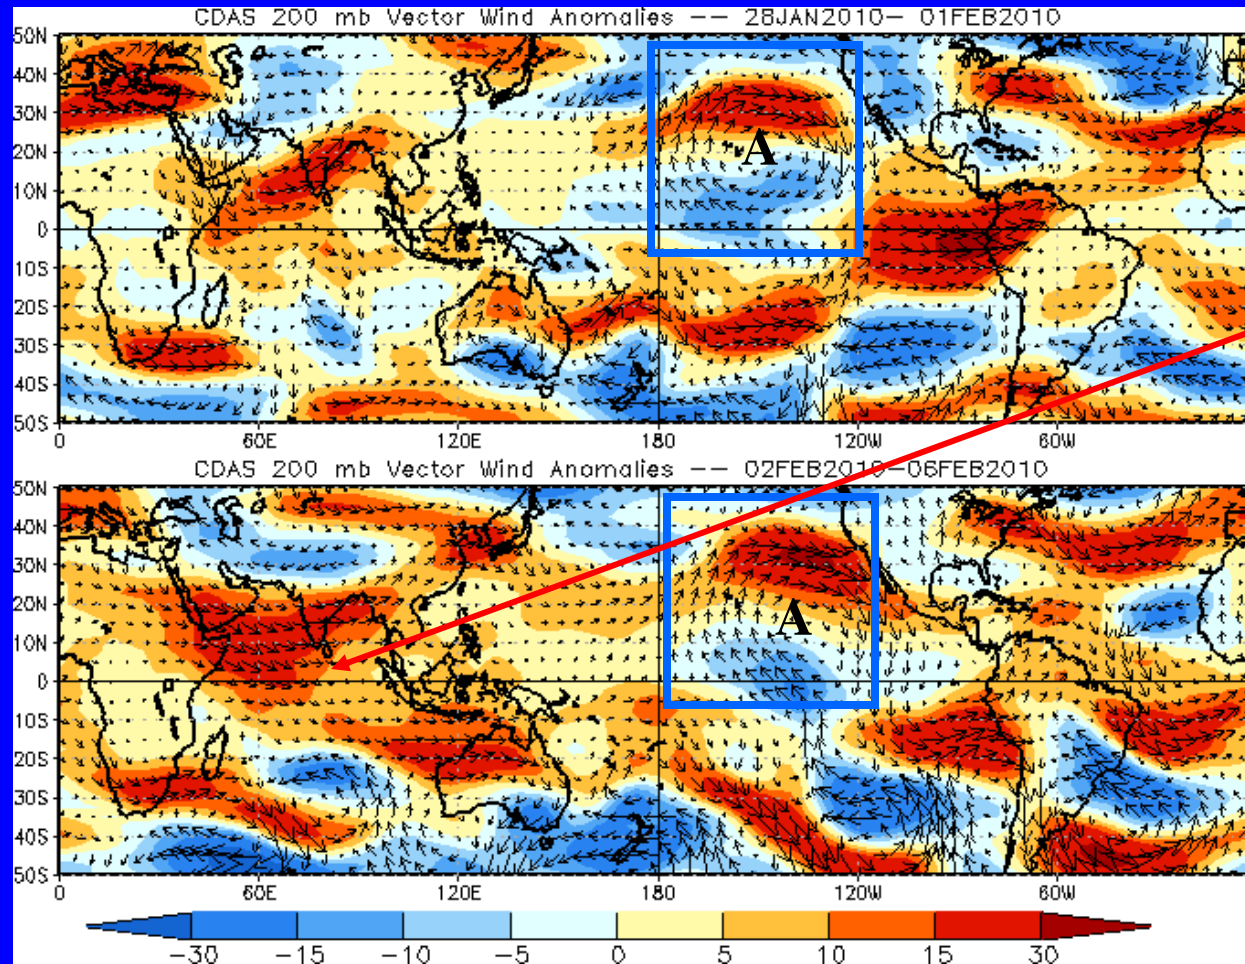 CDAS 200 mb Vector Wind Anomalies -- 28JAN2010- 01FEB2010
50N
40N
30N
20N
10N
0
10S
20S
30S
40S
50S
A
0 60E 120E 180 120W 60W
CDAS 200 mb Vector Wind Anomalies -- 02FEB2010-06FEB2010
50N
40N
30N
20N
10N
0
10S
20S
30S
40S
50S
A
0 60E 120E 180 120W 60W
-30 -15 -10 -5 0 5 10 15 30